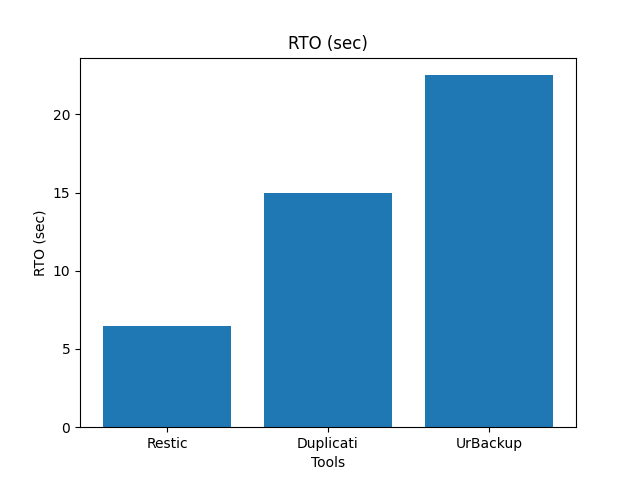 RTO (sec)
20
15
10
5
0
RTO (sec)
Restic Duplicati UrBackup
Tools